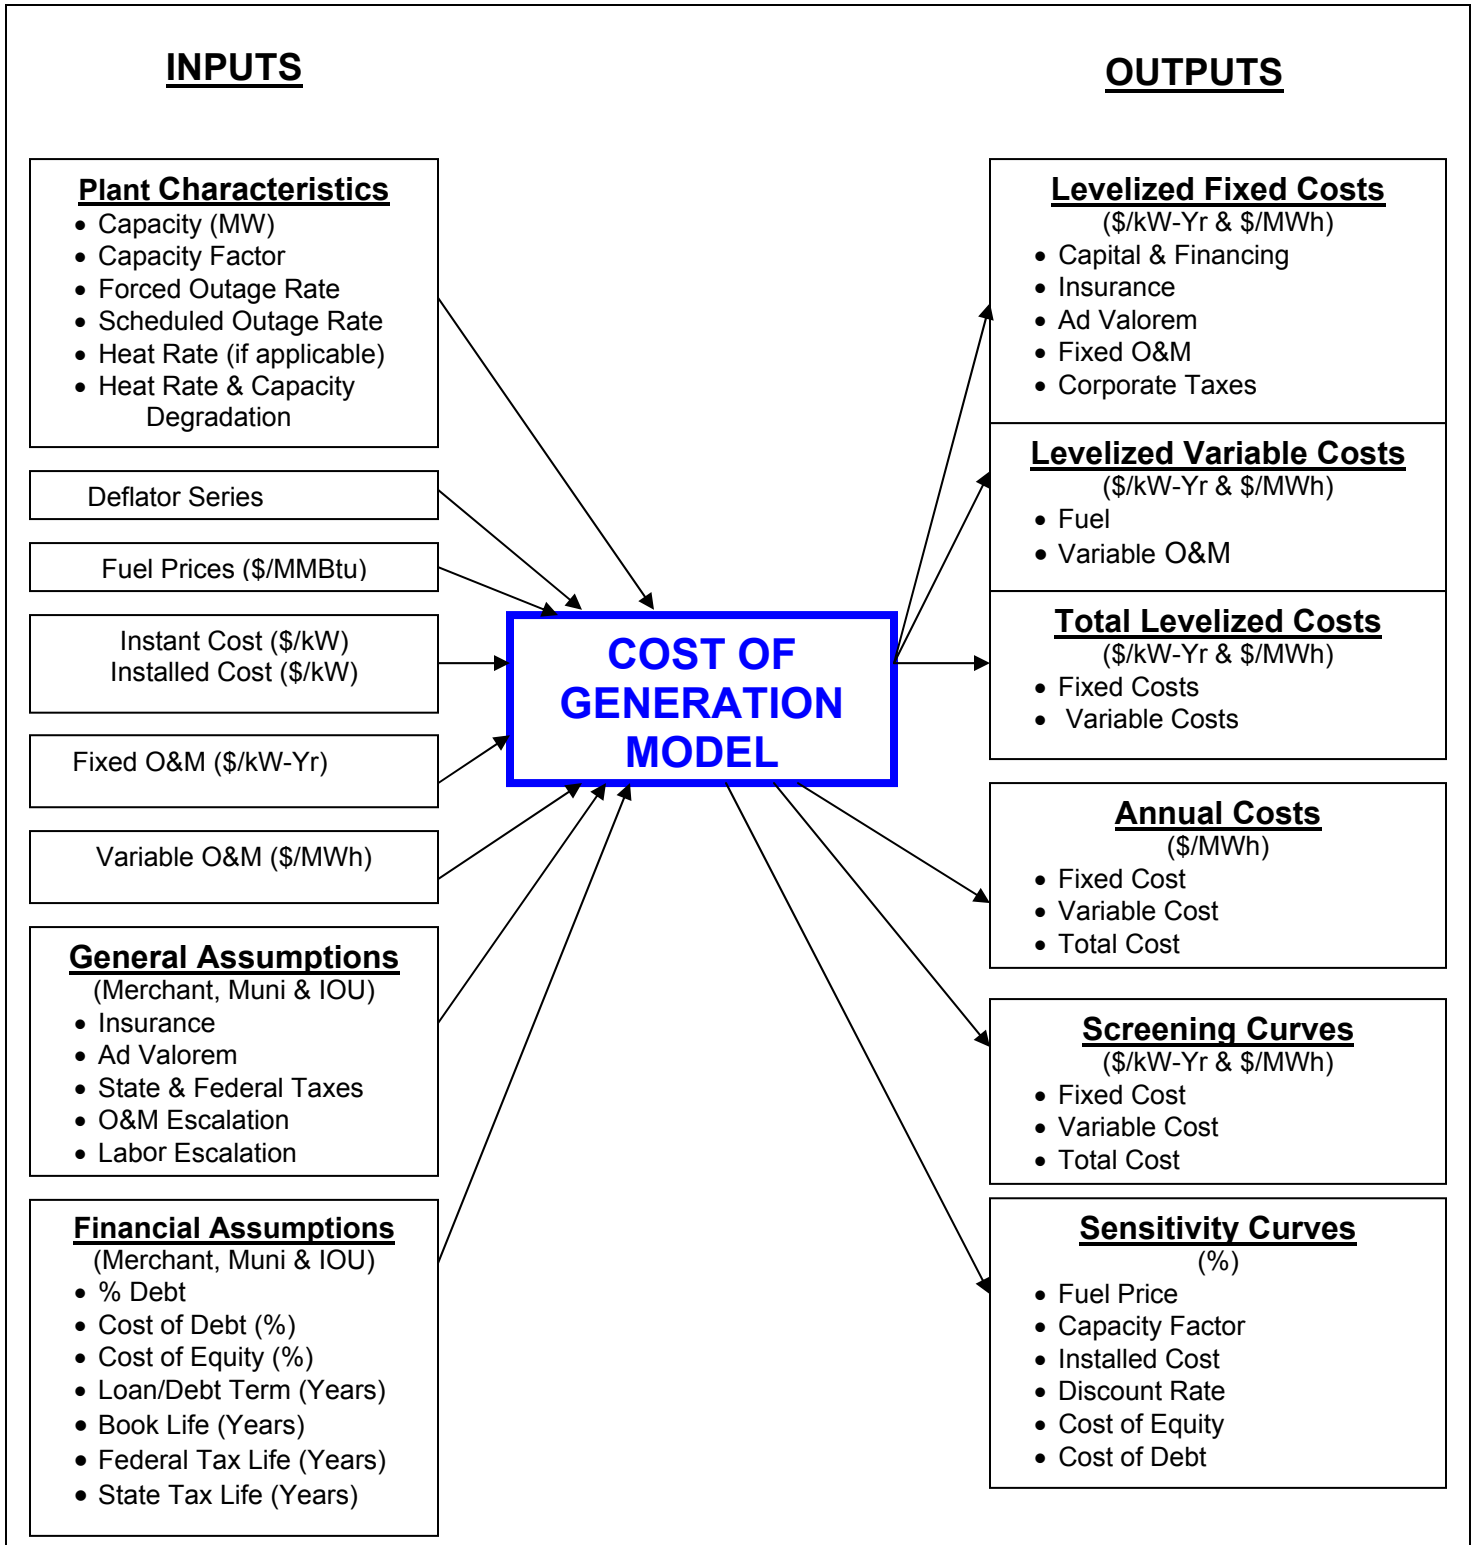 INPUTS
Plant Characteristics
• Capacity (MW)
• Capacity Factor
• Forced Outage Rate
• Scheduled Outage Rate
• Heat Rate (if applicable)
• Heat Rate & Capacity
Degradation
Deflator Series
Fuel Prices ($/MMBtu)
Instant Cost ($/kW)
Installed Cost ($/kW)
Fixed O&M ($/kW-Yr)
Variable O&M ($/MWh)
General Assumptions
(Merchant, Muni & IOU)
• Insurance
• Ad Valorem
• State & Federal Taxes
• O&M Escalation
• Labor Escalation
Financial Assumptions
(Merchant, Muni & IOU)
• % Debt
• Cost of Debt (%)
• Cost of Equity (%)
• Loan/Debt Term (Years)
• Book Life (Years)
• Federal Tax Life (Years)
• State Tax Life (Years)
COST OF
GENERATION
MODEL
OUTPUTS
Levelized Fixed Costs
($/kW-Yr & $/MWh)
• Capital & Financing
• Insurance
• Ad Valorem
• Fixed O&M
• Corporate Taxes
Levelized Variable Costs
($/kW-Yr & $/MWh)
• Fuel
• Variable O&M
Total Levelized Costs
($/kW-Yr & $/MWh)
• Fixed Costs
• Variable Costs
Annual Costs
($/MWh)
• Fixed Cost
• Variable Cost
• Total Cost
Screening Curves
($/kW-Yr & $/MWh)
• Fixed Cost
• Variable Cost
• Total Cost
Sensitivity Curves
(%)
• Fuel Price
• Capacity Factor
• Installed Cost
• Discount Rate
• Cost of Equity
• Cost of Debt